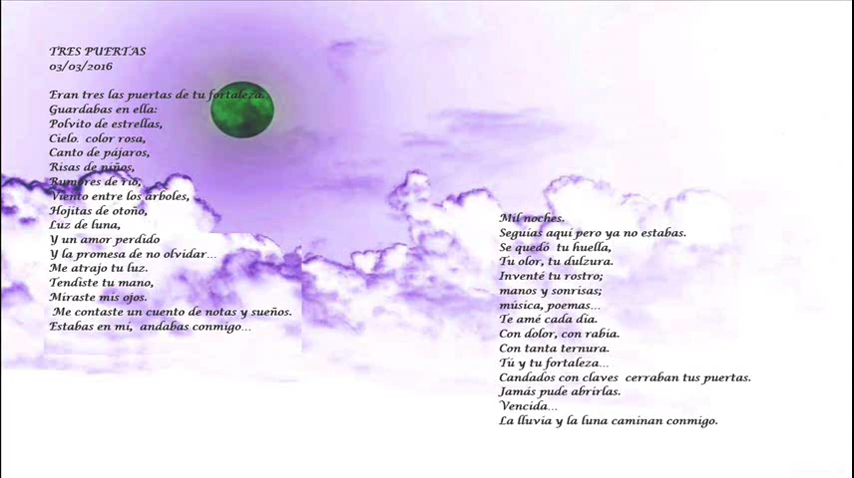 TRES PUERTAS
03/03/2016
Eran tres las puertas de tu fortaleza..
Guardabas en ella:
Polvito de estrellas,
Cielo. color rosa,
Canto de pájaros,
Risas de niños,
Rumores de río,
Viento entre los árboles,
Hojitas de otoño,
Luz de luna,
Y un amor perdido
Y la promesa de no olvidar...
Me atrajo tu luz.
Tendiste tu mano,
Miraste mis ojos.
Me contaste un cuento de notas y sueños.
Estabas en mí, andabas conmigo...
Mil noches.
Seguías aquí pero ya no estabas.
Se quedó tu huella,
Tu olor, tu dulzura.
Inventé tu rostro;
manos y sonrisas;
música, poemas...
Te amé cada día.
Con dolor, con rabia.
Con tanta ternura.
Tú y tu fortaleza...
Candados con claves cerraban tus puertas.
Jamás pude abrirlas.
Vencida...
La lluvia y la luna caminan conmigo.